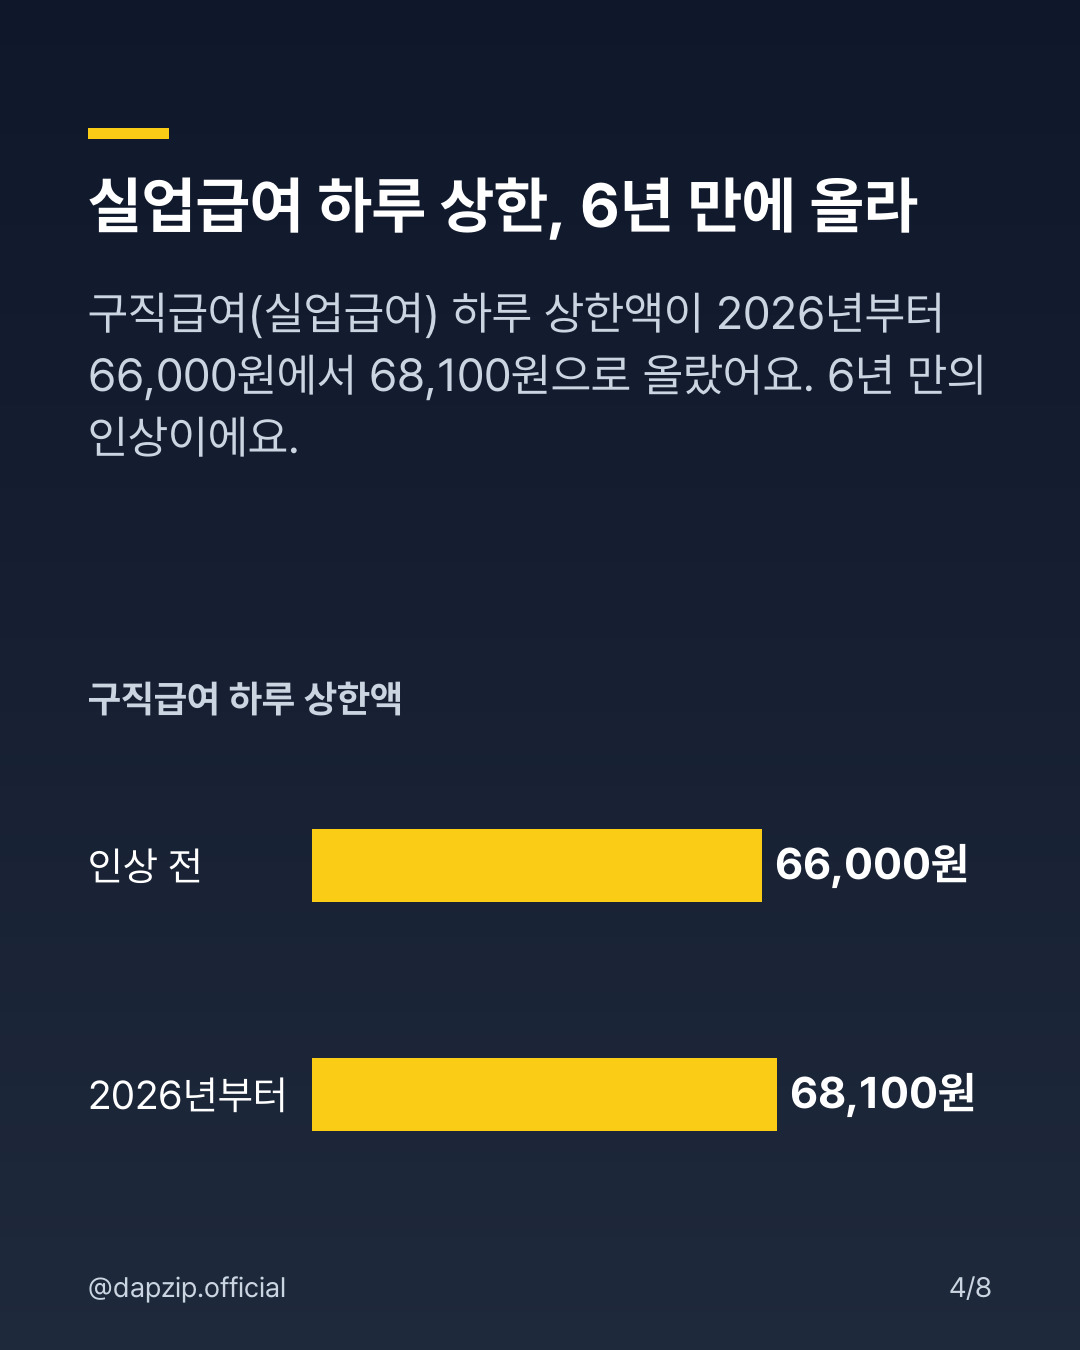 실업급여 하루 상한, 6년 만에 올라
구직급여(실업급여) 하루 상한액이 2026년부터
66,000원에서 68,100원으로 올랐어요. 6년 만의
인상이에요.
구직급여 하루 상한액
인상 전 66,000원
2026년부터 68,100원
@dapzip.official 4/8